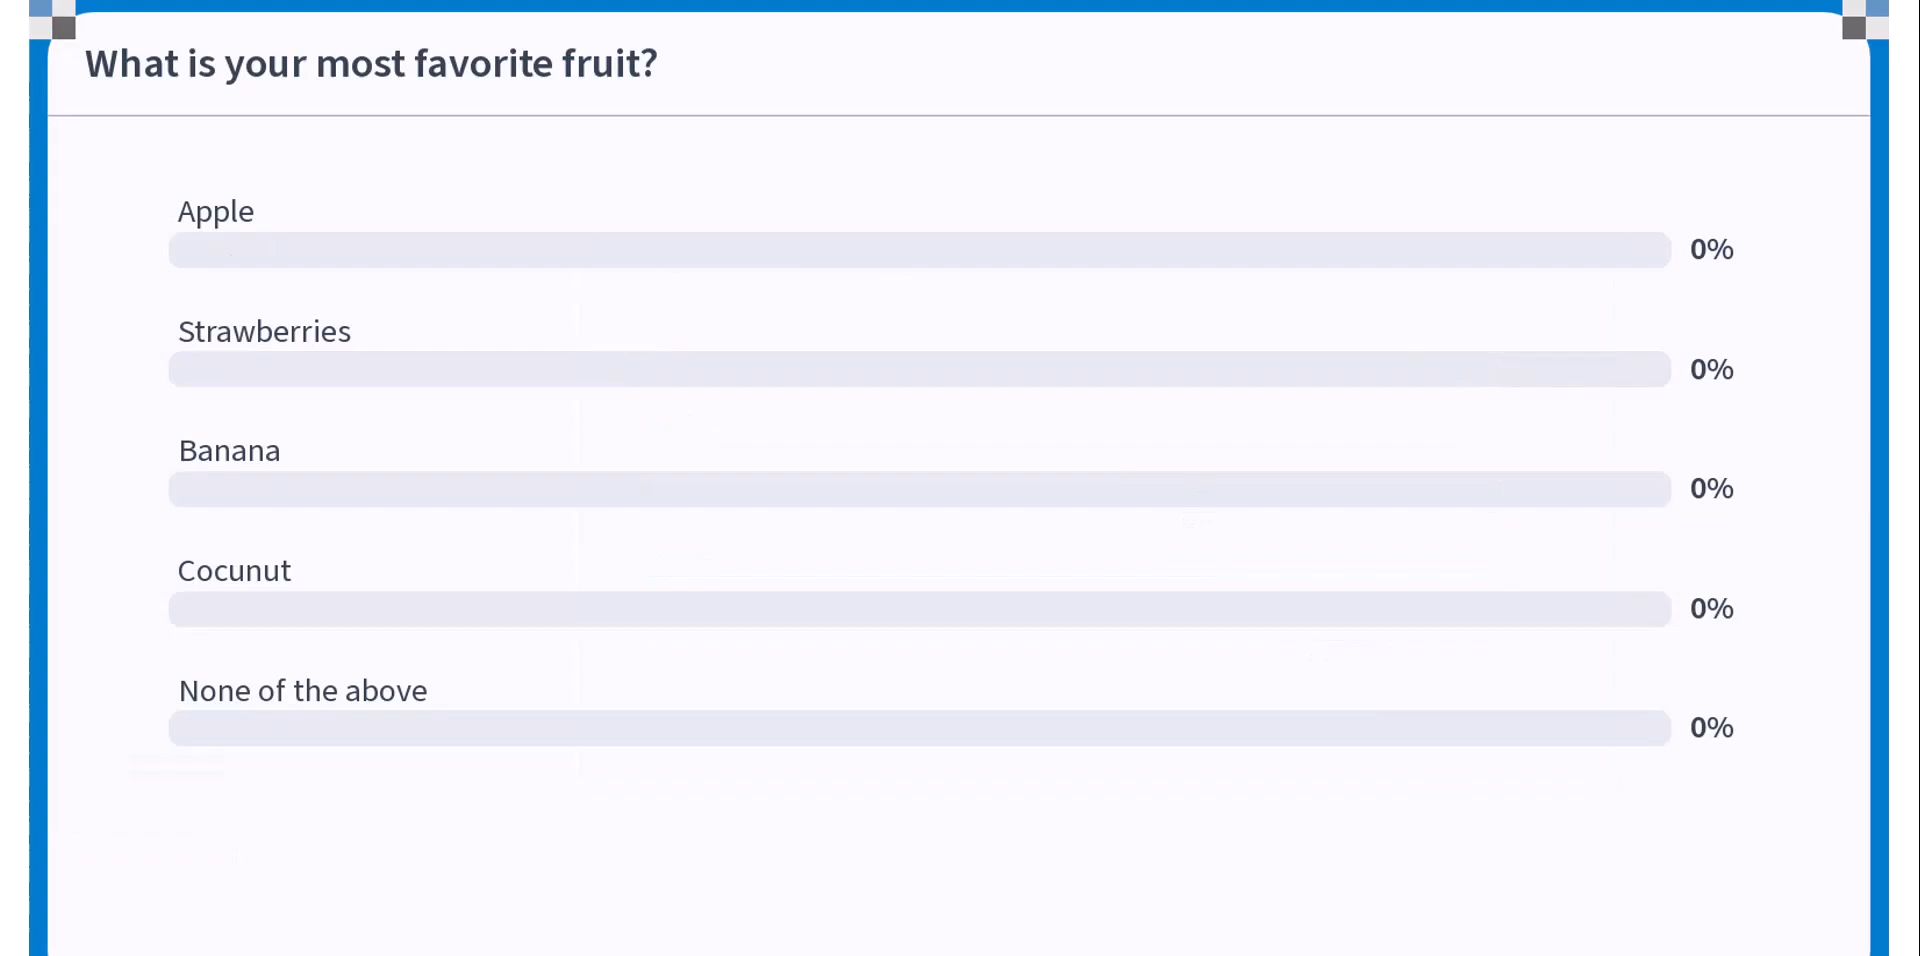 What is your most favorite fruit?
Apple
0%
Strawberries
0%
Banana
0%
Cocunut
0%
None of the above
0%